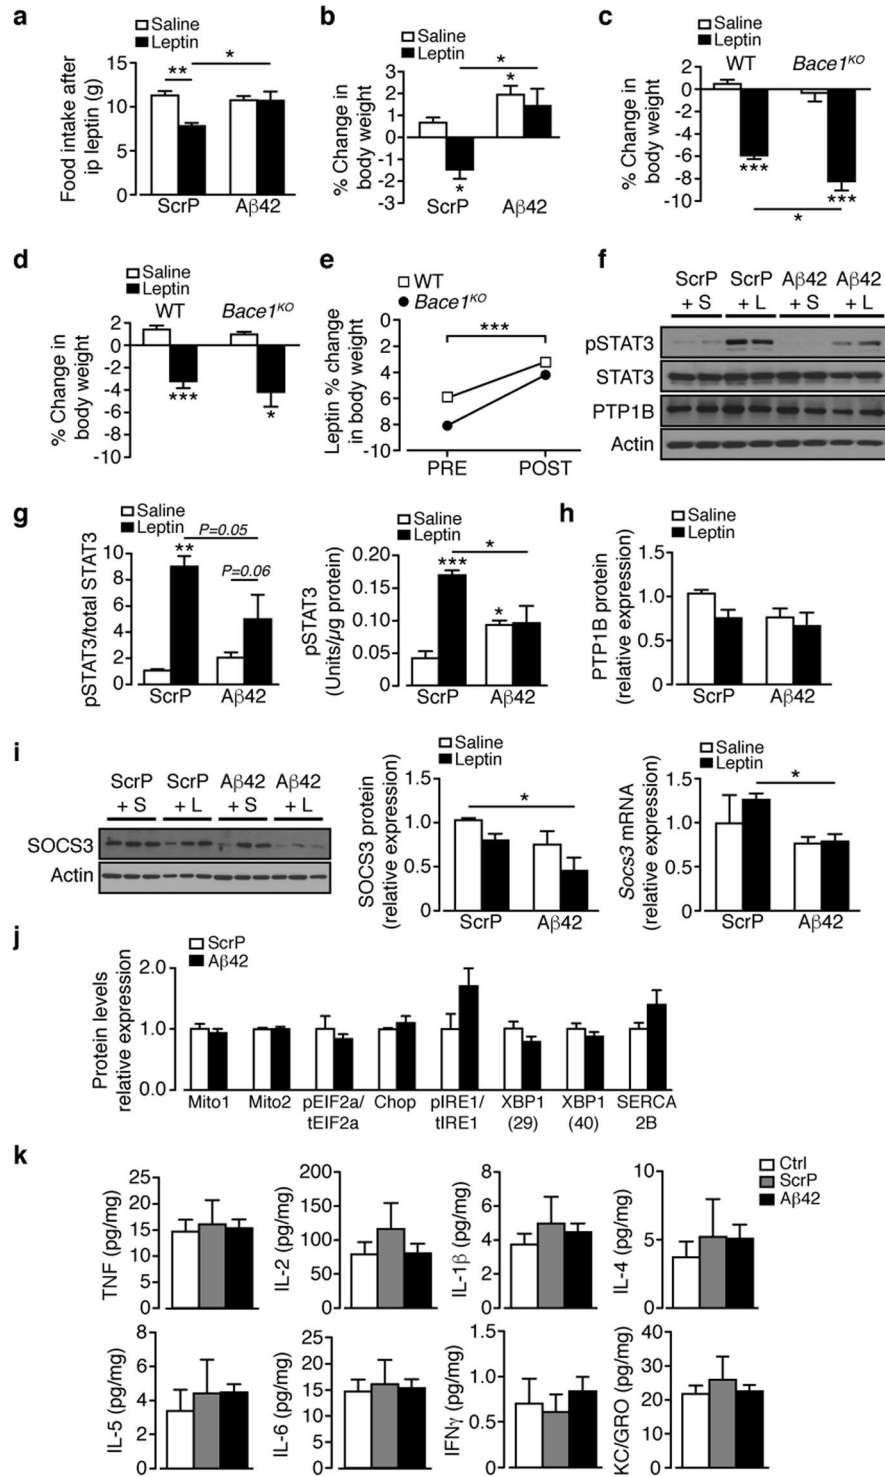 a
Saline
Leptin
**
*
Food intake after
ip leptin (g)
15
10
5
0
ScrP
Aβ42
b
Saline
Leptin
*
*
*
% Change in
body weight
3
2
1
0
-1
-2
-3
ScrP
Aβ42
c
Saline
Leptin
WT
Bace1KO
% Change in
body weight
2
0
-2
-4
-6
-8
-10
***
***
*
d
Saline
Leptin
WT
Bace1KO
% Change in
body weight
2
0
-2
-4
-6
-8
-10
***
*
e
WT
Bace1KO
Leptin % change
in body weight
0
2
4
6
8
10
***
PRE
POST
f
ScrP
+ S
ScrP
+ L
Aβ42
+ S
Aβ42
+ L
pSTAT3
STAT3
PTP1B
Actin
g
Saline
Leptin
P=0.05
**
P=0.06
pSTAT3/total STAT3
10
8
6
4
2
0
ScrP
Aβ42
Saline
Leptin
*
***
*
pSTAT3
(Units/µg protein)
0.20
0.15
0.10
0.05
0
ScrP
Aβ42
h
Saline
Leptin
PTP1B protein
(relative expression)
1.5
1.0
0.5
0
ScrP
Aβ42
i
ScrP
+ S
ScrP
+ L
Aβ42
+ S
Aβ42
+ L
SOCS3
Actin
Saline
Leptin
*
SOCS3 protein
(relative expression)
1.5
1.0
0.5
0
ScrP
Aβ42
Saline
Leptin
*
Socs3 mRNA
(relative expression)
1.5
1.0
0.5
0
ScrP
Aβ42
j
ScrP
Aβ42
Protein levels
relative expression
2.0
1.0
0.0
Mito1
Mito2
pEIF2a/
tEIF2a
Chop
pIRE1/
tIRE1
XBP1
(29)
XBP1
(40)
SERCA
2B
k
Ctrl
ScrP
Aβ42
TNF (pg/mg)
25
20
15
10
5
0
IL-2 (pg/mg)
200
150
100
50
0
IL-1β (pg/mg)
8
6
4
2
0
IL-4 (pg/mg)
10
5
0
IL-5 (pg/mg)
8
6
4
2
0
IL-6 (pg/mg)
25
20
15
10
5
0
IFNγ (pg/mg)
1.5
1.0
0.5
0
KC/GRO (pg/mg)
40
30
20
10
0